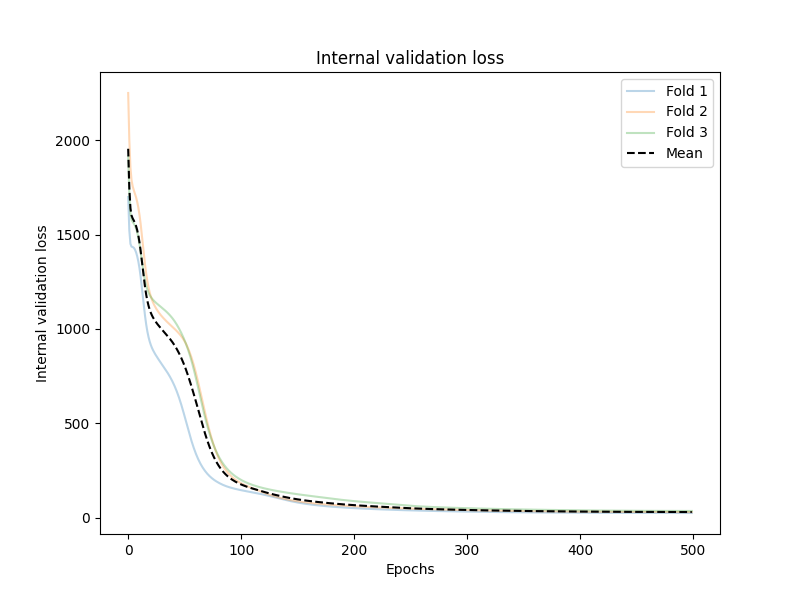 Internal validation loss
Fold 1
Fold 2
Fold 3
Mean
Internal validation loss
2000
1500
1000
500
0
0 100 200 300 400 500
Epochs